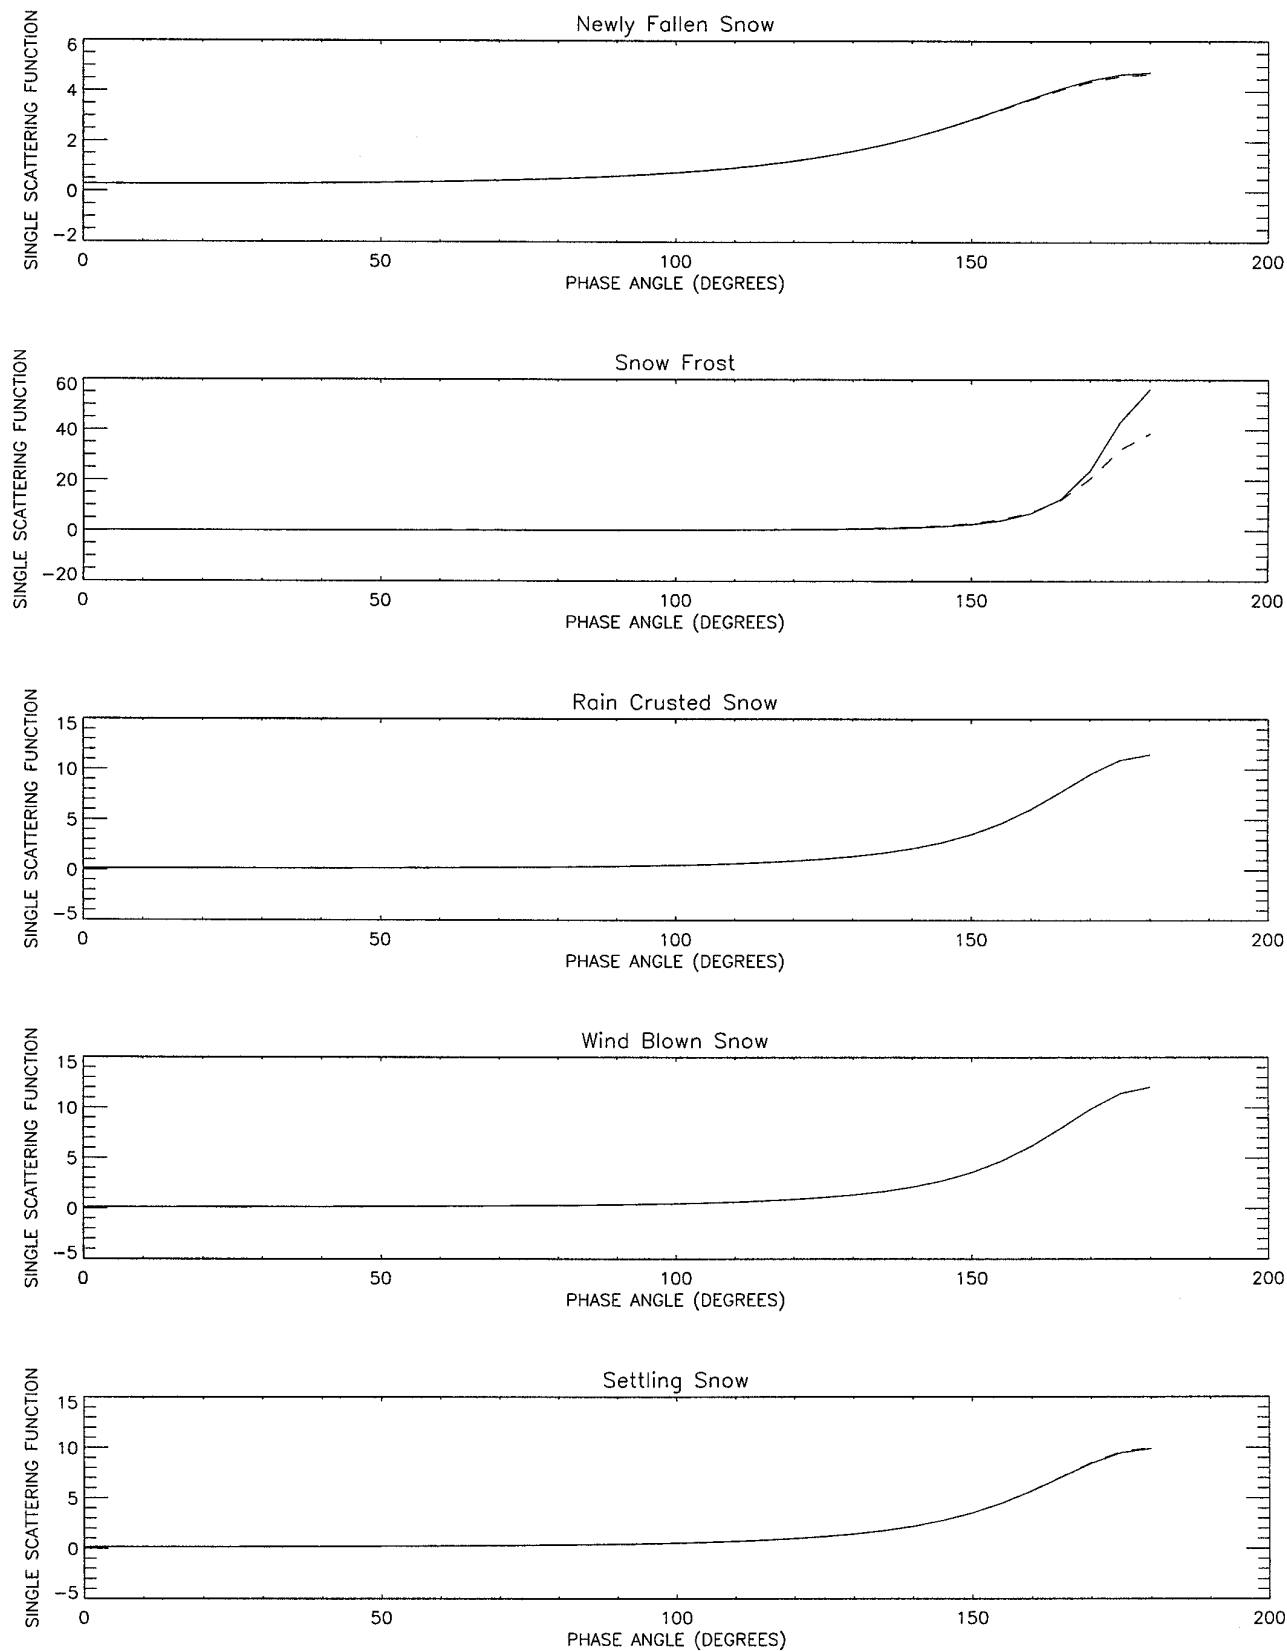 Newly Fallen Snow
SINGLE SCATTERING FUNCTION
6
4
2
0
-2
0 50 100 150 200
PHASE ANGLE (DEGREES)
Snow Frost
SINGLE SCATTERING FUNCTION
60
40
20
0
-20
0 50 100 150 200
PHASE ANGLE (DEGREES)
Rain Crusted Snow
SINGLE SCATTERING FUNCTION
15
10
5
0
-5
0 50 100 150 200
PHASE ANGLE (DEGREES)
Wind Blown Snow
SINGLE SCATTERING FUNCTION
15
10
5
0
-5
0 50 100 150 200
PHASE ANGLE (DEGREES)
Settling Snow
SINGLE SCATTERING FUNCTION
15
10
5
0
-5
0 50 100 150 200
PHASE ANGLE (DEGREES)